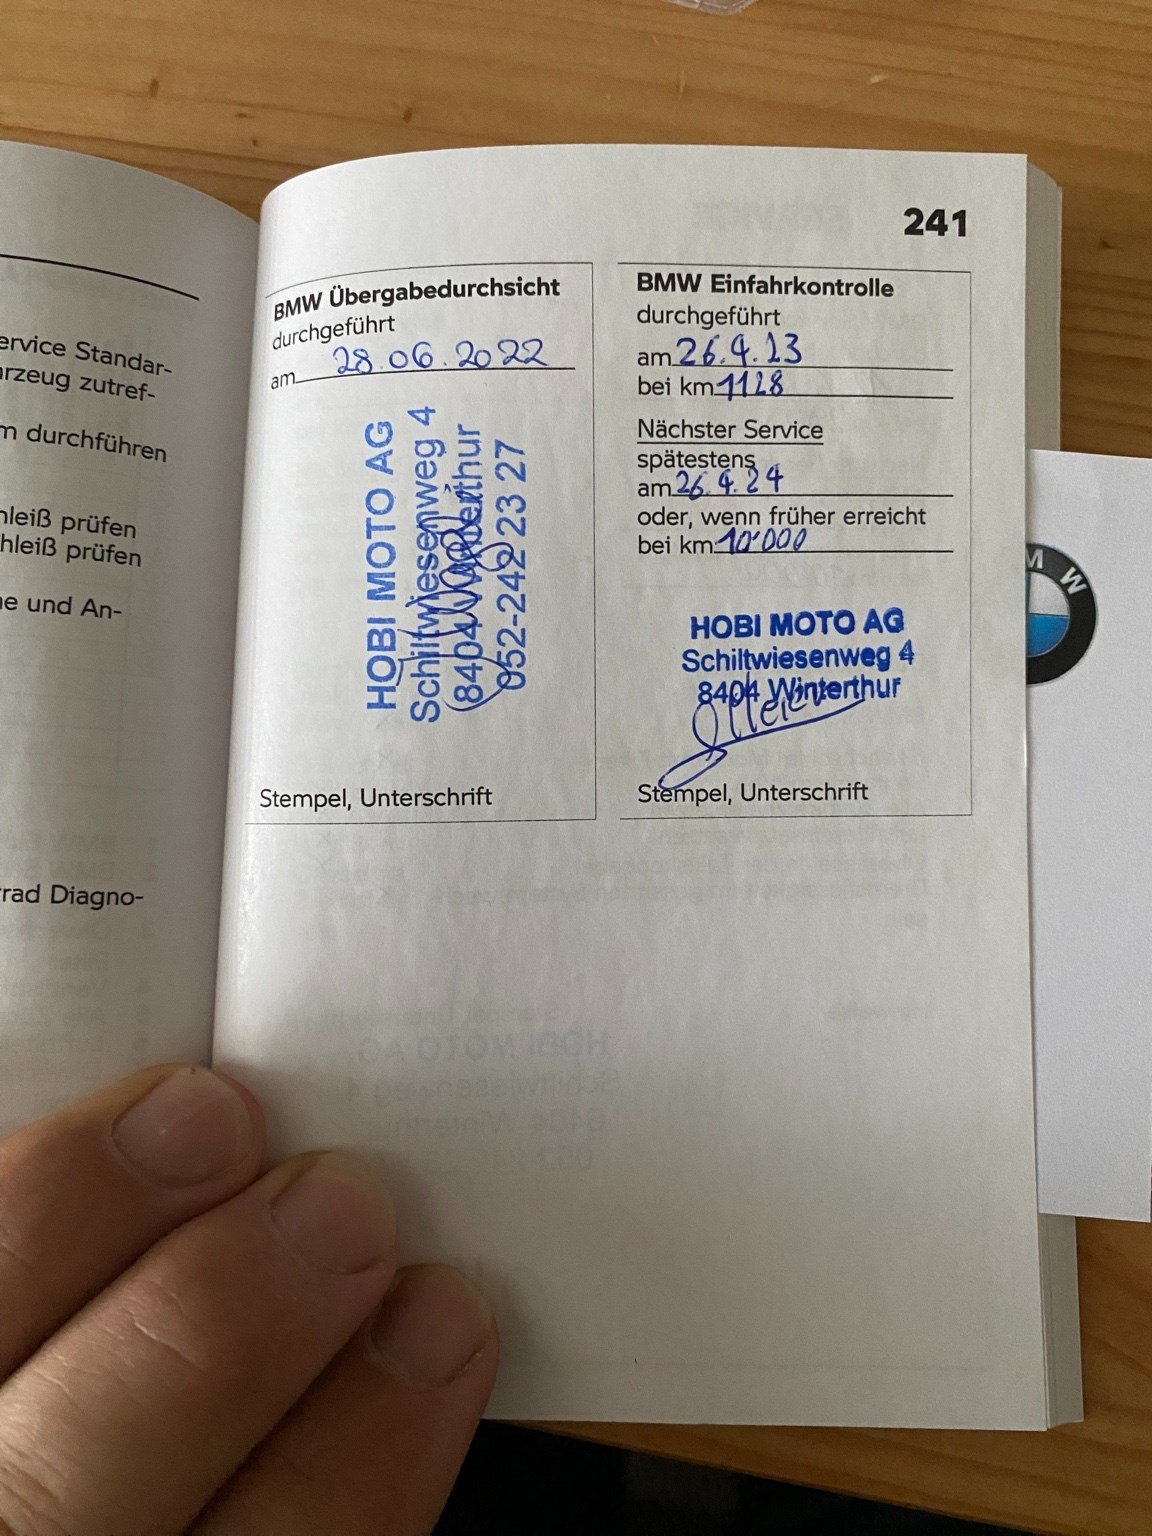 ervice Standar-
rzeug zutref-
m durchführen
leiß prüfen
hleiß prüfen
e und An-
rad Diagno-
241
BMW Übergabedurchsicht
durchgeführt
am 28.06.2022
HOBI MOTO AG
Schiltwiesenweg 4
8404 Winterthur
052-242 23 27
Stempel, Unterschrift
BMW Einfahrkontrolle
durchgeführt
am 26.4.23
bei km 1128
Nächster Service
spätestens
am 26.4.24
oder, wenn früher erreicht
bei km 10'000
HOBI MOTO AG
Schiltwiesenweg 4
8404 Winterthur
Stempel, Unterschrift
M W